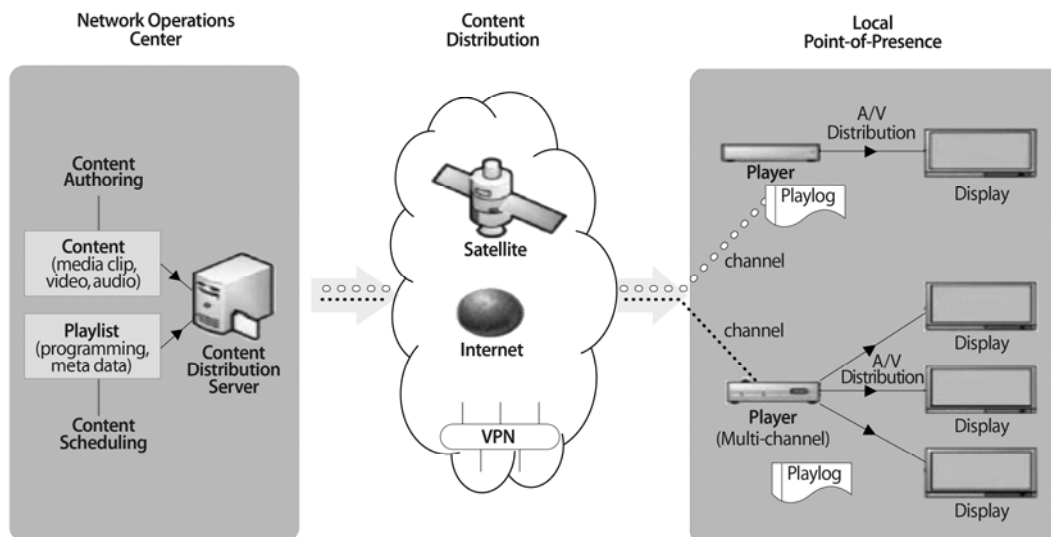 Network Operations
Center
Content
Distribution
Local
Point-of-Presence
Content
Authoring
Content
(media clip,
video, audio)
Playlist
(programming,
meta data)
Content
Scheduling
Content
Distribution
Server
Satellite
Internet
VPN
A/V
Distribution
Player
Playlog
Display
channel
channel
Display
A/V
Distribution
Display
Player
(Multi-channel)
Playlog
Display